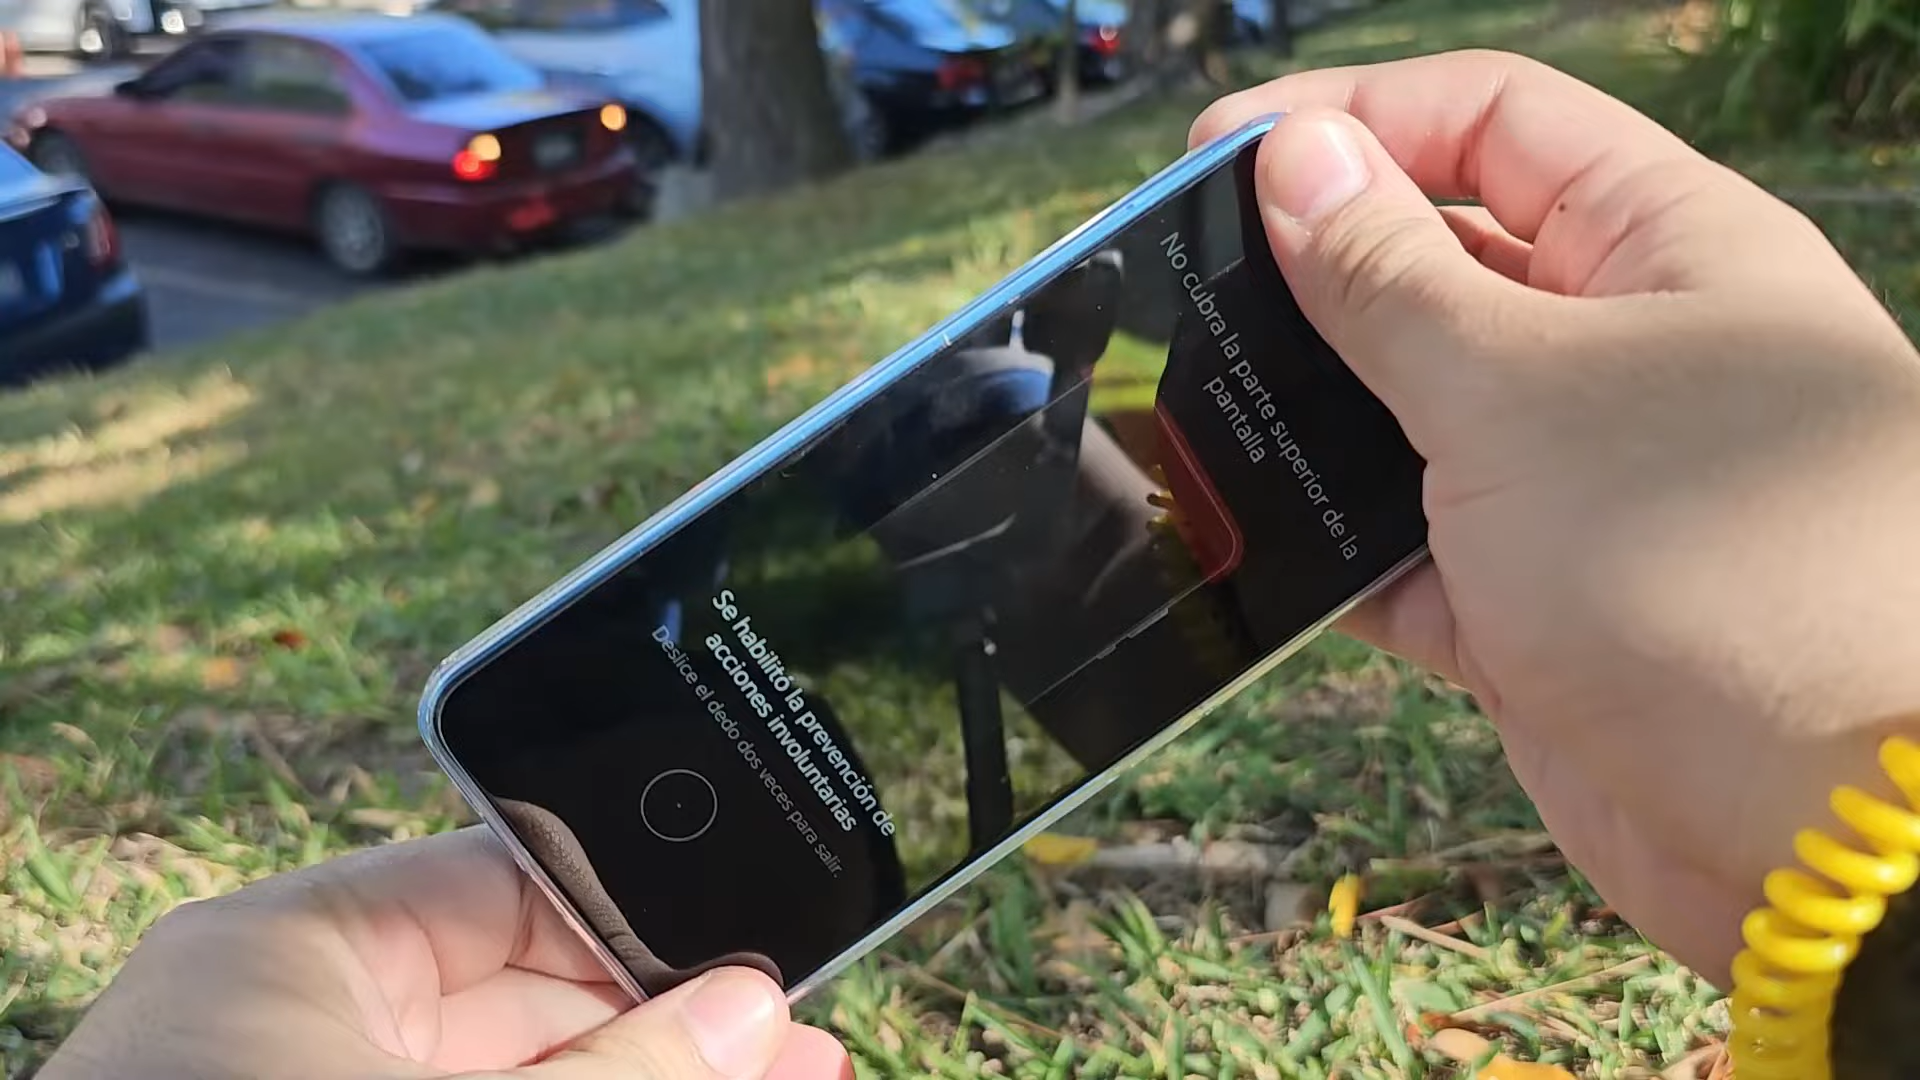 No cubra la parte superior de la
pantalla
Se habilitó la prevención de
acciones involuntarias
Deslice el dedo dos veces para salir.